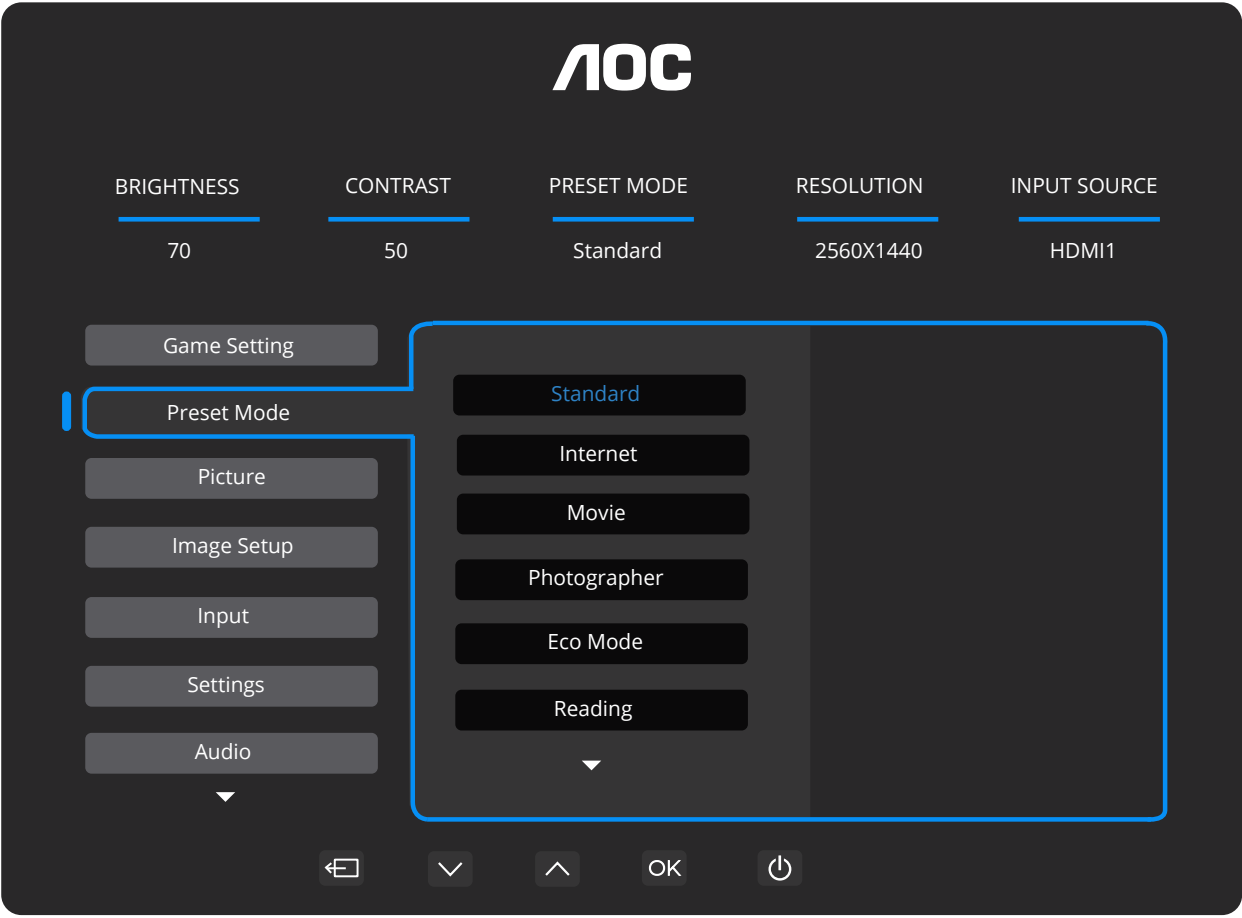 AOC
BRIGHTNESS CONTRAST PRESET MODE RESOLUTION INPUT SOURCE
70 50 Standard 2560X1440 HDMI1
Game Setting
Preset Mode
Picture
Image Setup
Input
Settings
Audio
Standard
Internet
Movie
Photographer
Eco Mode
Reading
OK